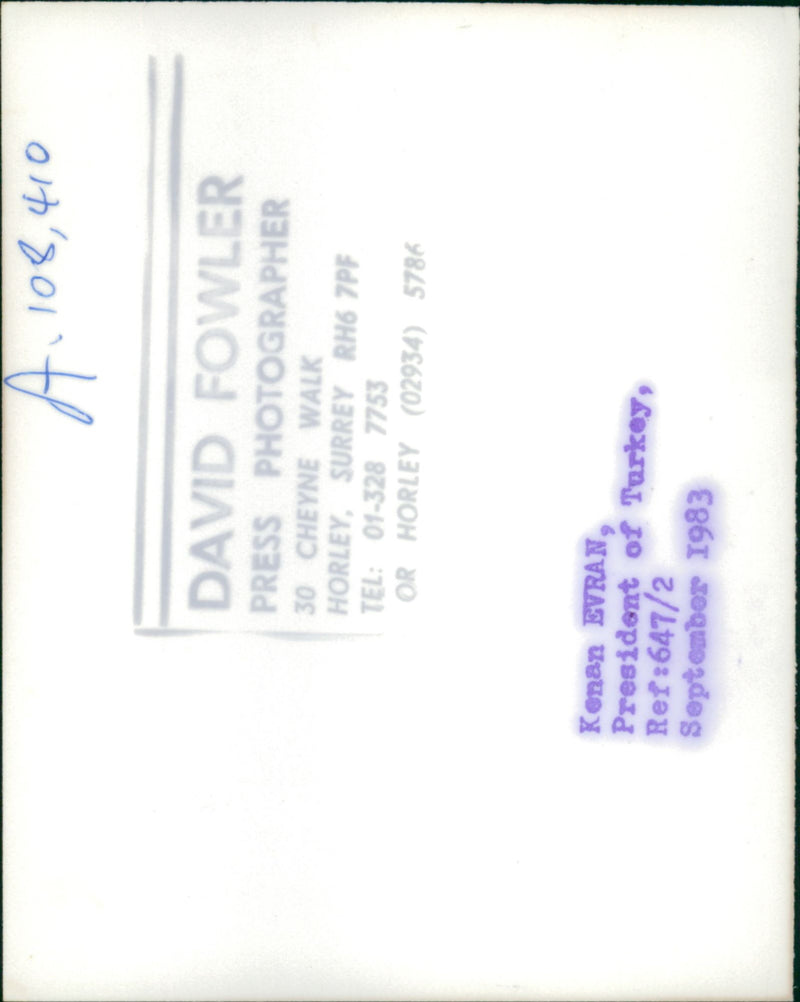 A. 108,410
DAVID FOWLER
PRESS PHOTOGRAPHER
30 CHEYNE WALK
HORLEY, SURREY RH6 7PF
TEL: 01-328 7753
OR HORLEY (02934) 5786
Kenan EVRAN,
President of Turkey,
Ref:647/2
September 1983